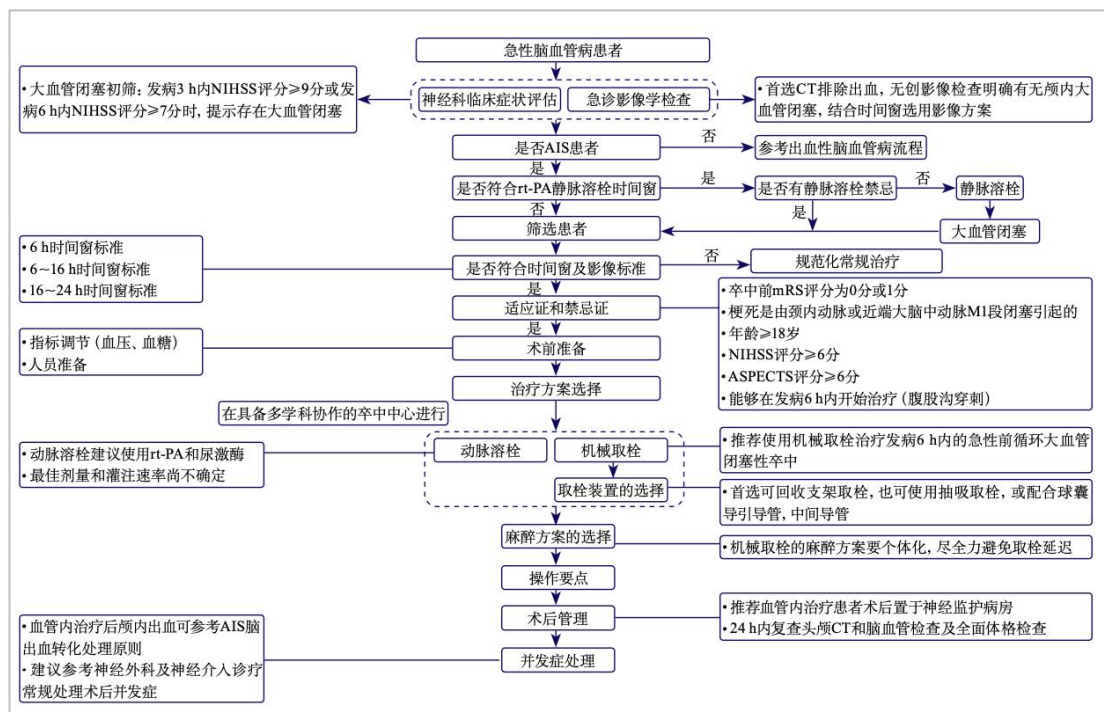 急性脑血管病患者
• 大血管闭塞初筛：发病3 h内NIHSS评分≥9分或发
病6 h内NIHSS评分≥7分时, 提示存在大血管闭塞
神经科临床症状评估
急诊影像学检查
• 首选CT排除出血, 无创影像检查明确有无颅内大
血管闭塞, 结合时间窗选用影像方案
是否AIS患者
否
参考出血性脑血管病流程
是
是否符合rt-PA静脉溶栓时间窗
是
是否有静脉溶栓禁忌
否
静脉溶栓
否
是
筛选患者
大血管闭塞
• 6 h时间窗标准
• 6~16 h时间窗标准
• 16~24 h时间窗标准
是否符合时间窗及影像标准
否
规范化常规治疗
是
适应证和禁忌证
• 卒中前mRS评分为0分或1分
• 梗死是由颈内动脉或近端大脑中动脉M1段闭塞引起的
• 年龄≥18岁
• NIHSS评分≥6分
• ASPECTS评分≥6分
• 能够在发病6 h内开始治疗（腹股沟穿刺）
是
• 指标调节（血压、血糖）
• 人员准备
术前准备
治疗方案选择
在具备多学科协作的卒中中心进行
• 动脉溶栓建议使用rt-PA和尿激酶
• 最佳剂量和灌注速率尚不确定
动脉溶栓
机械取栓
• 推荐使用机械取栓治疗发病6 h内的急性前循环大血管
闭塞性卒中
取栓装置的选择
• 首选可回收支架取栓, 也可使用抽吸取栓, 或配合球囊
导引导管, 中间导管
麻醉方案的选择
• 机械取栓的麻醉方案要个体化, 尽全力避免取栓延迟
操作要点
术后管理
• 推荐血管内治疗患者术后置于神经监护病房
• 24 h内复查头颅CT和脑血管检查及全面体格检查
• 血管内治疗后颅内出血可参考AIS脑
出血转化处理原则
• 建议参考神经外科及神经介入诊疗
常规处理术后并发症
并发症处理